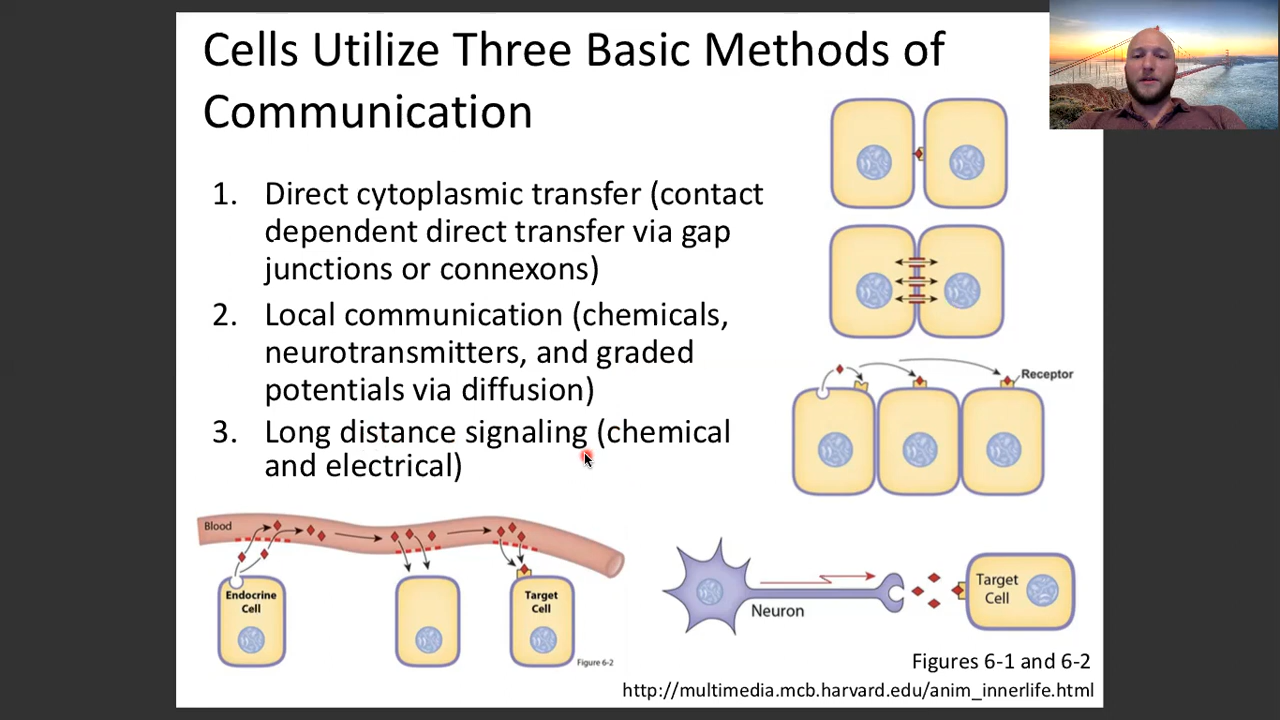 Cells Utilize Three Basic Methods of
Communication
1. Direct cytoplasmic transfer (contact
dependent direct transfer via gap
junctions or connexons)
2. Local communication (chemicals,
neurotransmitters, and graded
potentials via diffusion)
3. Long distance signaling (chemical
and electrical)
Receptor
Blood
Endocrine
Cell
Target
Cell
Figure 6-2
Neuron
Target
Cell
Figures 6-1 and 6-2
http://multimedia.mcb.harvard.edu/anim_innerlife.html